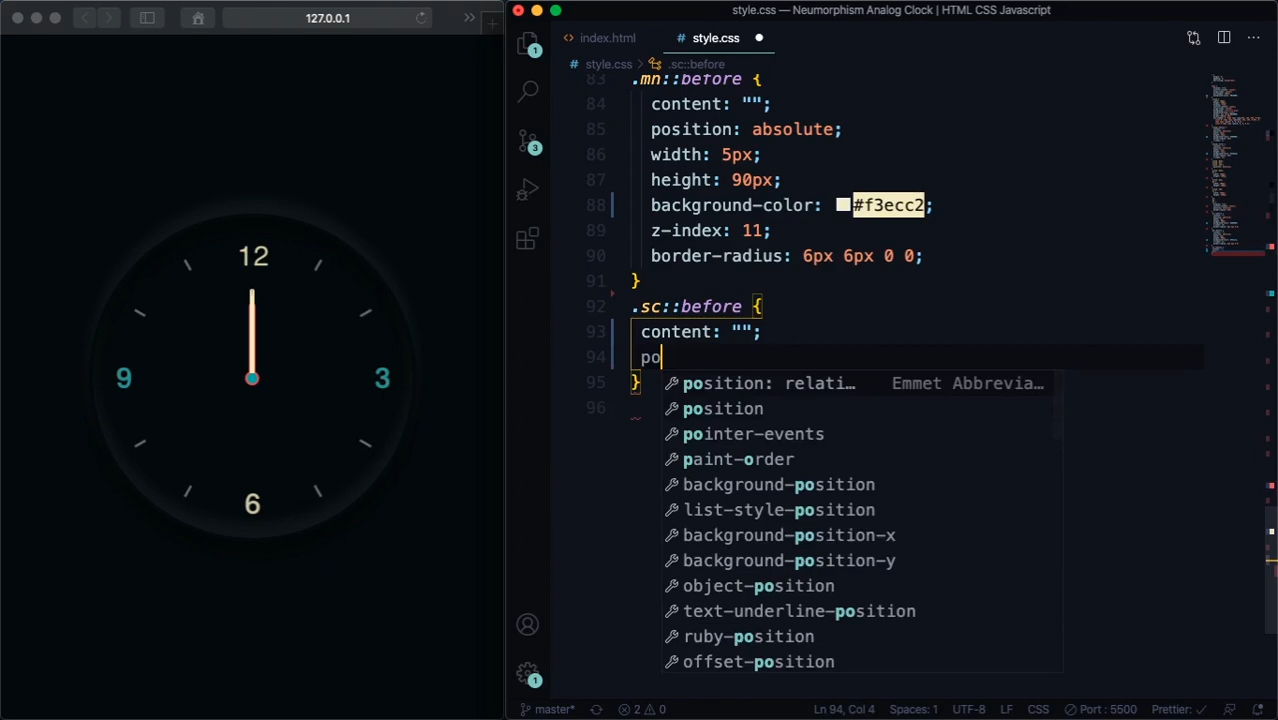 127.0.0.1
12
9
3
6
style.css — Neumorphism Analog Clock | HTML CSS Javascript
<> index.html
# style.css
# style.css > .sc::before
83 .mn::before {
84 content: "";
85 position: absolute;
86 width: 5px;
87 height: 90px;
88 background-color: #f3ecc2;
89 z-index: 11;
90 border-radius: 6px 6px 0 0;
91 }
92 .sc::before {
93 content: "";
94 po
95 }
96
position: relati… Emmet Abbrevia…
position
pointer-events
paint-order
background-position
list-style-position
background-position-x
background-position-y
object-position
text-underline-position
ruby-position
offset-position
1
3
1
master* 2 0 Ln 94, Col 4 Spaces: 1 UTF-8 LF CSS Port : 5500 Prettier: ✓